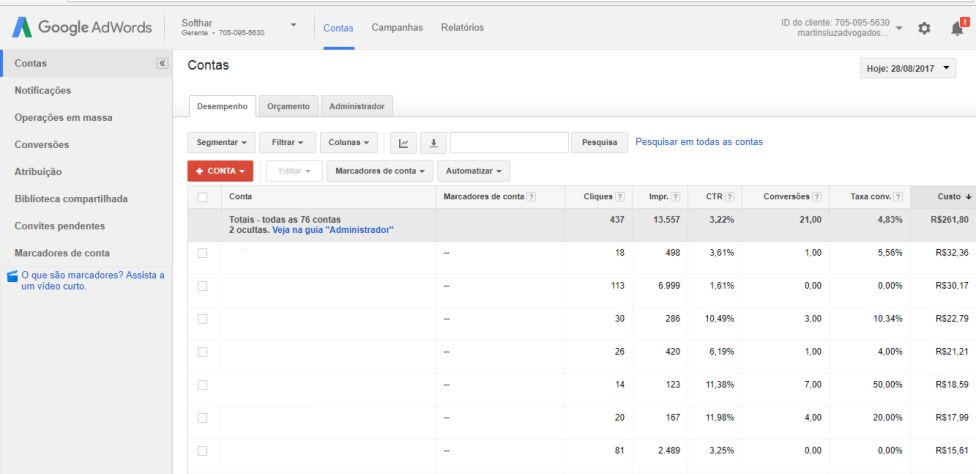 Google AdWords
Softhar
Gerente • 705-095-5630
Contas
Campanhas
Relatórios
ID do cliente: 705-095-5630
martinsluzadvogados...
!
Contas
Notificações
Operações em massa
Conversões
Atribuição
Biblioteca compartilhada
Convites pendentes
Marcadores de conta
O que são marcadores? Assista a
um vídeo curto.
Contas
Hoje: 28/08/2017
Desempenho Orçamento Administrador
Segmentar Filtrar Colunas Pesquisa Pesquisar em todas as contas
+ CONTA Editar Marcadores de conta Automatizar
Conta Marcadores de conta ? Cliques ? Impr. ? CTR ? Conversões ? Taxa conv. ? Custo ↓
Totais - todas as 76 contas 437 13.557 3,22% 21,00 4,83% R$261,80
2 ocultas. Veja na guia "Administrador"
-- 18 498 3,61% 1,00 5,56% R$32,36
-- 113 6.999 1,61% 0,00 0,00% R$30,17
-- 30 286 10,49% 3,00 10,34% R$22,79
-- 26 420 6,19% 1,00 4,00% R$21,21
-- 14 123 11,38% 7,00 50,00% R$18,59
-- 20 167 11,98% 4,00 20,00% R$17,99
-- 81 2.489 3,25% 0,00 0,00% R$15,61